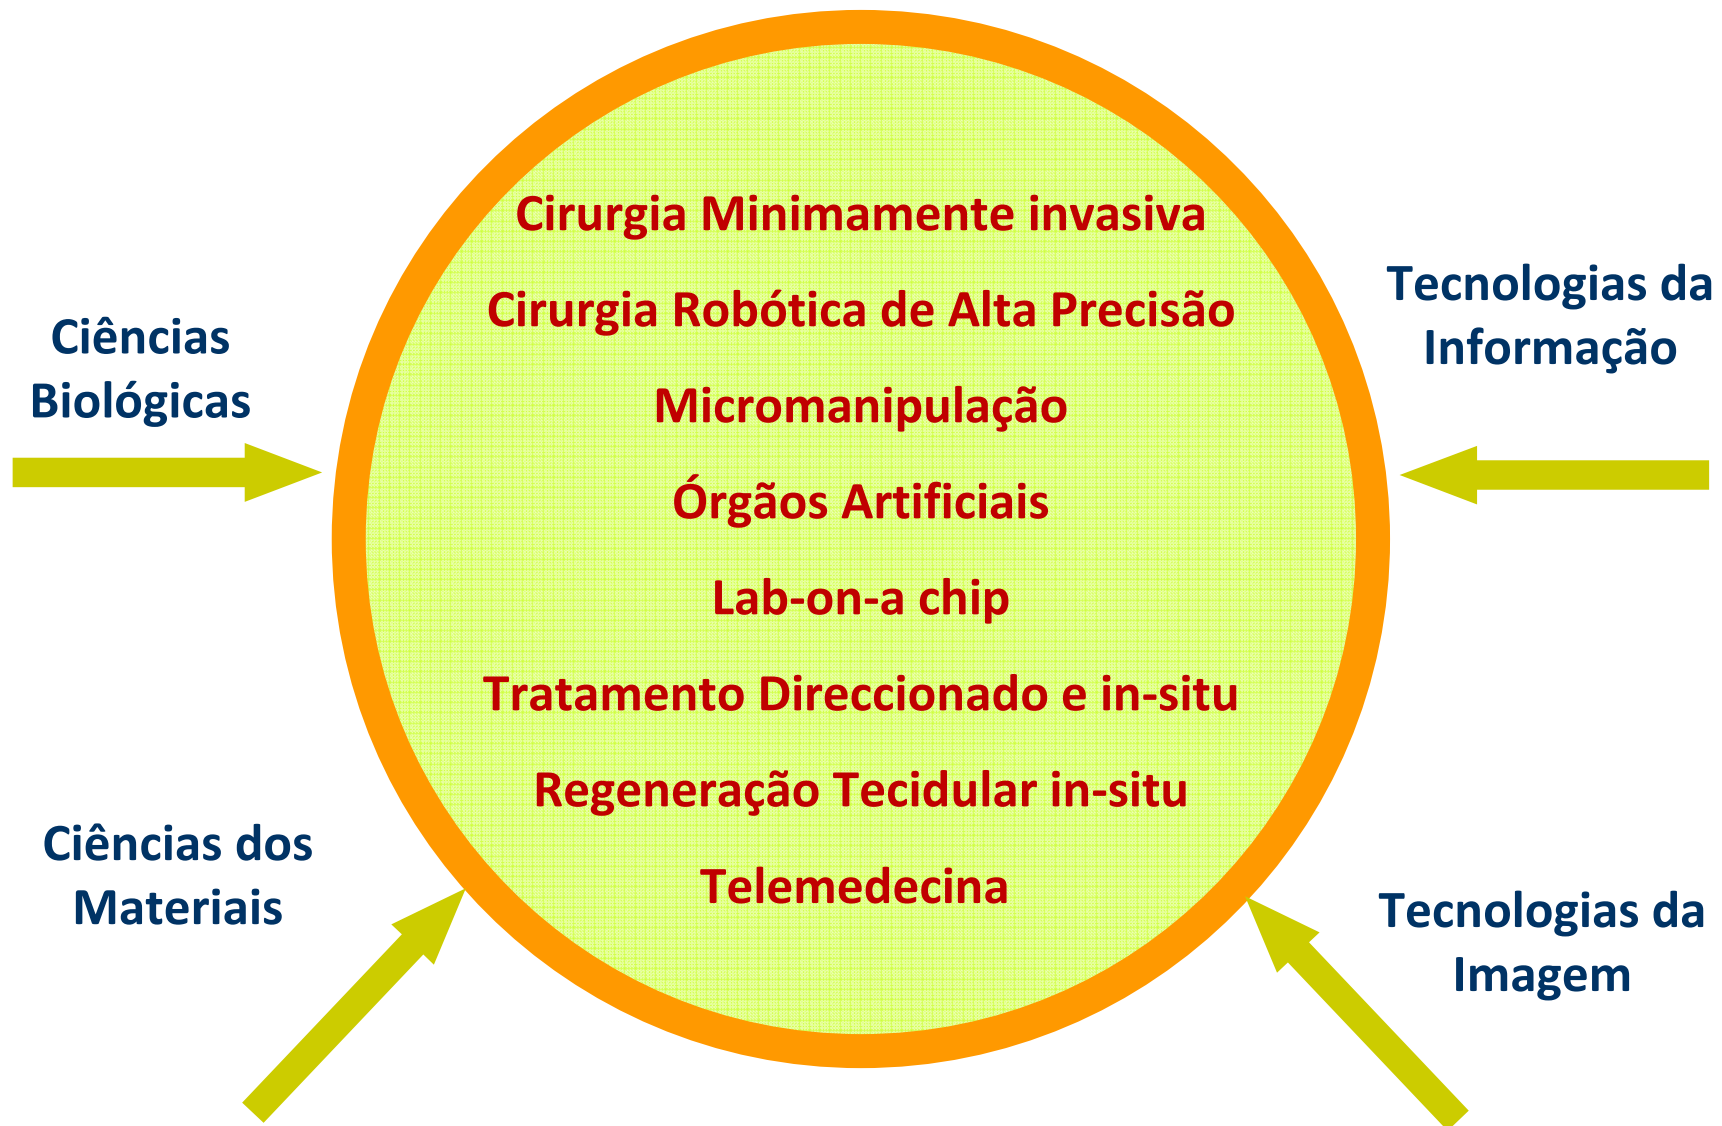 Cirurgia Minimamente invasiva
Cirurgia Robótica de Alta Precisão
Micromanipulação
Órgãos Artificiais
Lab-on-a chip
Tratamento Direccionado e in-situ
Regeneração Tecidular in-situ
Telemedecina
Ciências
Biológicas
Ciências dos
Materiais
Tecnologias da
Informação
Tecnologias da
Imagem